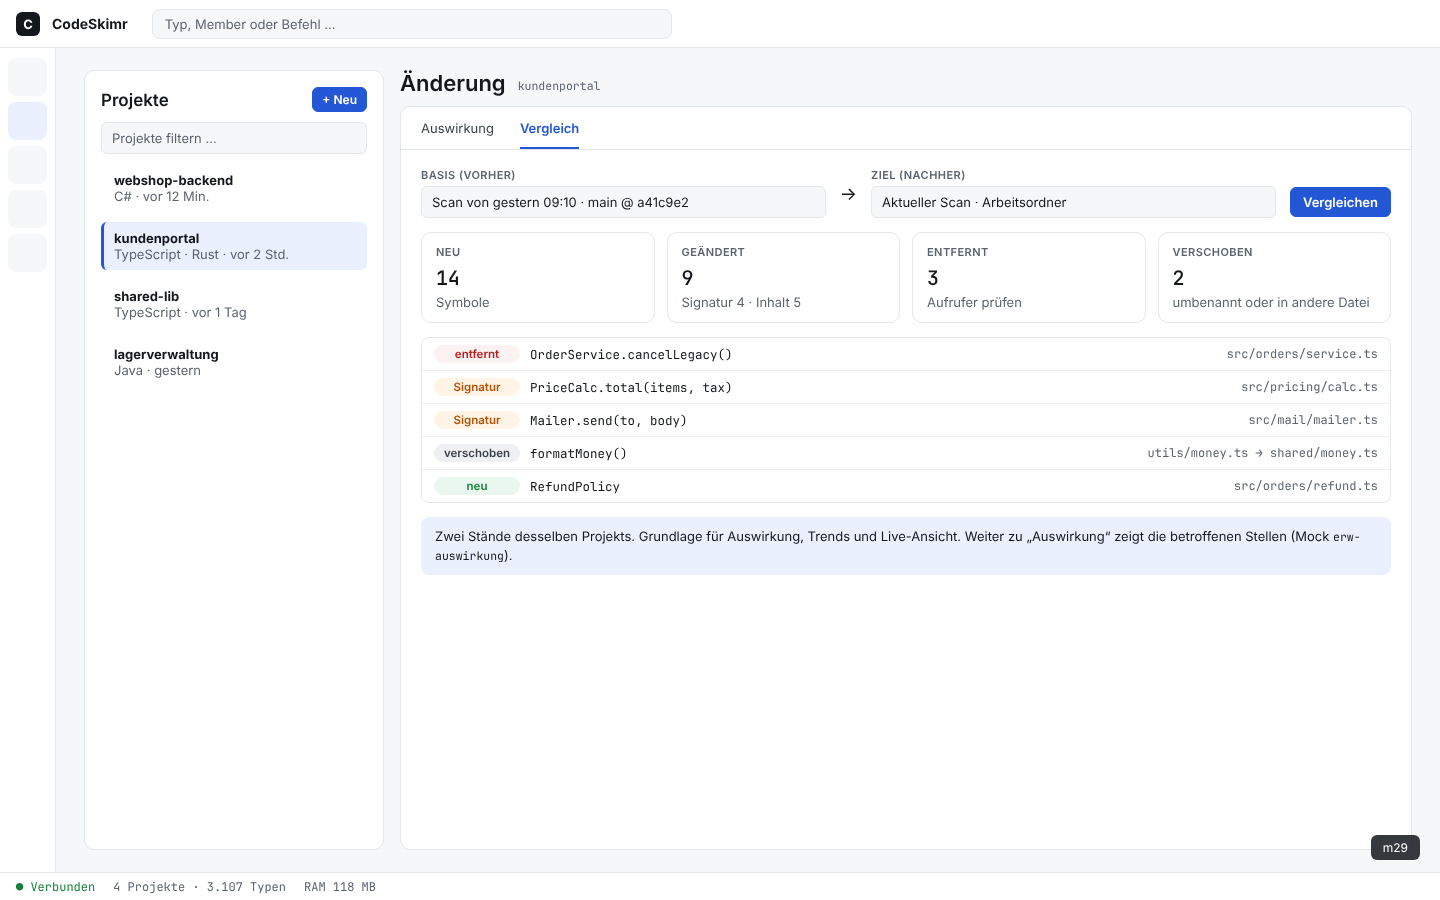 C CodeSkimr
Typ, Member oder Befehl ...
Projekte
+ Neu
Projekte filtern ...
webshop-backend
C# · vor 12 Min.
kundenportal
TypeScript · Rust · vor 2 Std.
shared-lib
TypeScript · vor 1 Tag
lagerverwaltung
Java · gestern
Änderung kundenportal
Auswirkung Vergleich
BASIS (VORHER)
Scan von gestern 09:10 · main @ a41c9e2
→
ZIEL (NACHHER)
Aktueller Scan · Arbeitsordner
Vergleichen
NEU
14
Symbole
GEÄNDERT
9
Signatur 4 · Inhalt 5
ENTFERNT
3
Aufrufer prüfen
VERSCHOBEN
2
umbenannt oder in andere Datei
entfernt OrderService.cancelLegacy() src/orders/service.ts
Signatur PriceCalc.total(items, tax) src/pricing/calc.ts
Signatur Mailer.send(to, body) src/mail/mailer.ts
verschoben formatMoney() utils/money.ts → shared/money.ts
neu RefundPolicy src/orders/refund.ts
Zwei Stände desselben Projekts. Grundlage für Auswirkung, Trends und Live-Ansicht. Weiter zu „Auswirkung“ zeigt die betroffenen Stellen (Mock erw-
auswirkung).
m29
Verbunden 4 Projekte · 3.107 Typen RAM 118 MB